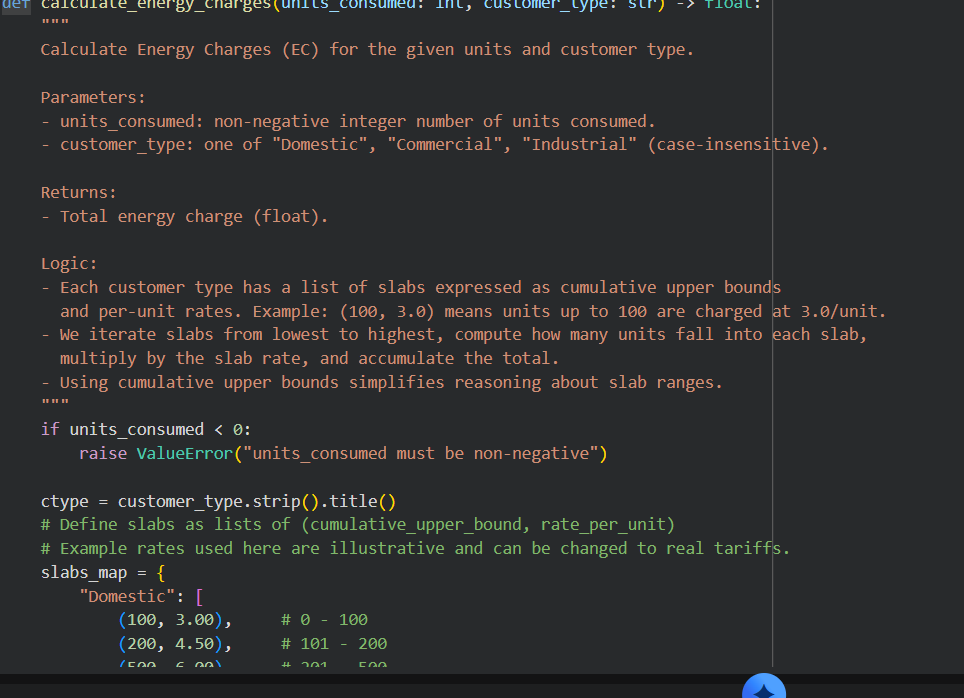 def calculate_energy_charges(units_consumed: int, customer_type: str) -> float:
"""
Calculate Energy Charges (EC) for the given units and customer type.
Parameters:
- units_consumed: non-negative integer number of units consumed.
- customer_type: one of "Domestic", "Commercial", "Industrial" (case-insensitive).
Returns:
- Total energy charge (float).
Logic:
- Each customer type has a list of slabs expressed as cumulative upper bounds
and per-unit rates. Example: (100, 3.0) means units up to 100 are charged at 3.0/unit.
- We iterate slabs from lowest to highest, compute how many units fall into each slab,
multiply by the slab rate, and accumulate the total.
- Using cumulative upper bounds simplifies reasoning about slab ranges.
"""
if units_consumed < 0:
raise ValueError("units_consumed must be non-negative")
ctype = customer_type.strip().title()
# Define slabs as lists of (cumulative_upper_bound, rate_per_unit)
# Example rates used here are illustrative and can be changed to real tariffs.
slabs_map = {
"Domestic": [
(100, 3.00), # 0 - 100
(200, 4.50), # 101 - 200
(500, 6.00) # 201 - 500